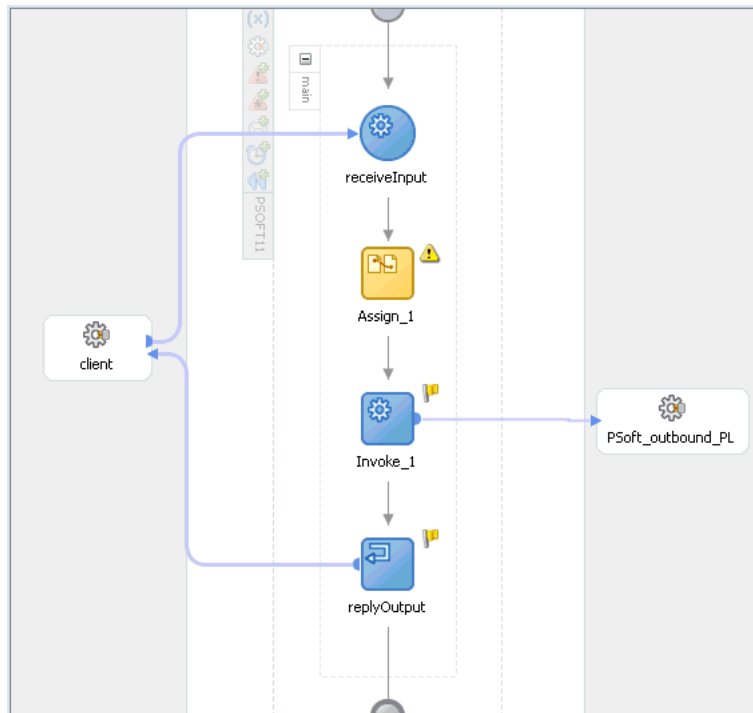 main
receiveInput
PSOFT11
Assign_1
client
Invoke_1
PSoft_outbound_PL
replyOutput